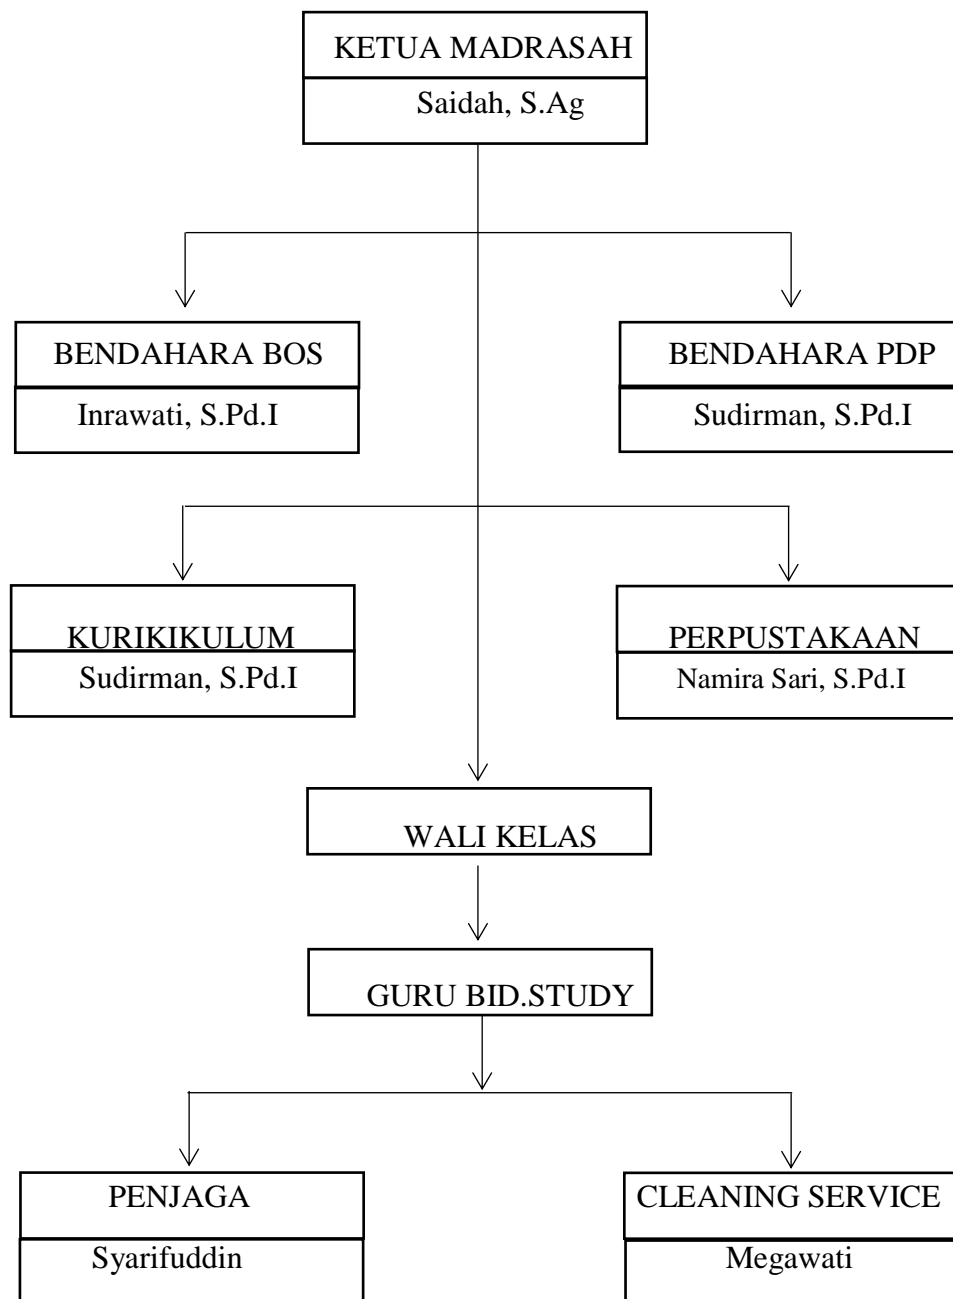 KETUA MADRASAH
Saidah, S.Ag
BENDAHARA BOS
Inrawati, S.Pd.I
BENDAHARA PDP
Sudirman, S.Pd.I
KURIKIKULUM
Sudirman, S.Pd.I
PERPUSTAKAAN
Namira Sari, S.Pd.I
WALI KELAS
GURU BID.STUDY
PENJAGA
Syarifuddin
CLEANING SERVICE
Megawati